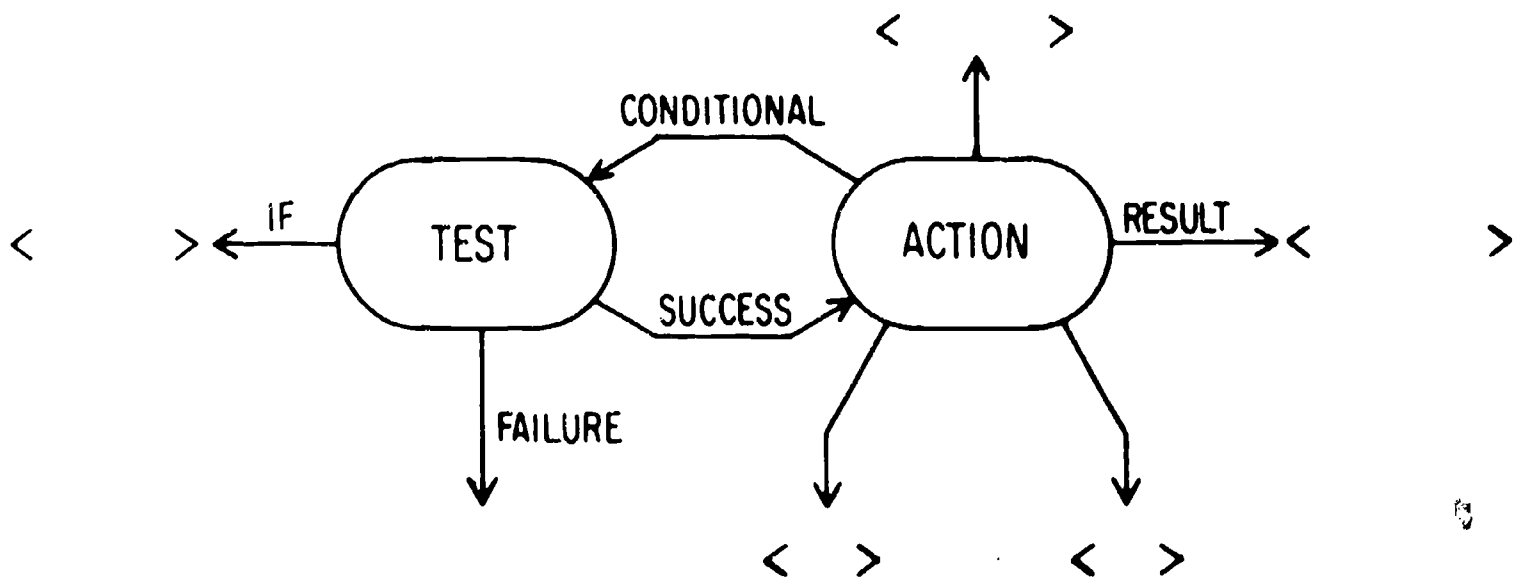 < >
CONDITIONAL
< > IF TEST ACTION RESULT < >
SUCCESS
FAILURE
< > < >